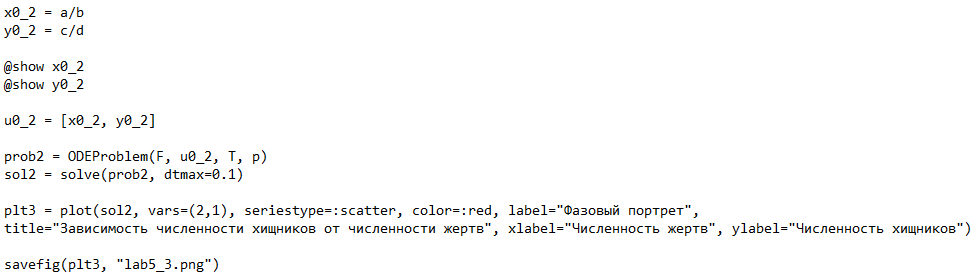 x0_2 = a/b
y0_2 = c/d
@show x0_2
@show y0_2
u0_2 = [x0_2, y0_2]
prob2 = ODEProblem(F, u0_2, T, p)
sol2 = solve(prob2, dtmax=0.1)
plt3 = plot(sol2, vars=(2,1), seriestype=:scatter, color=:red, label="Фазовый портрет",
title="Зависимость численности хищников от численности жертв", xlabel="Численность жертв", ylabel="Численность хищников")
savefig(plt3, "lab5_3.png")